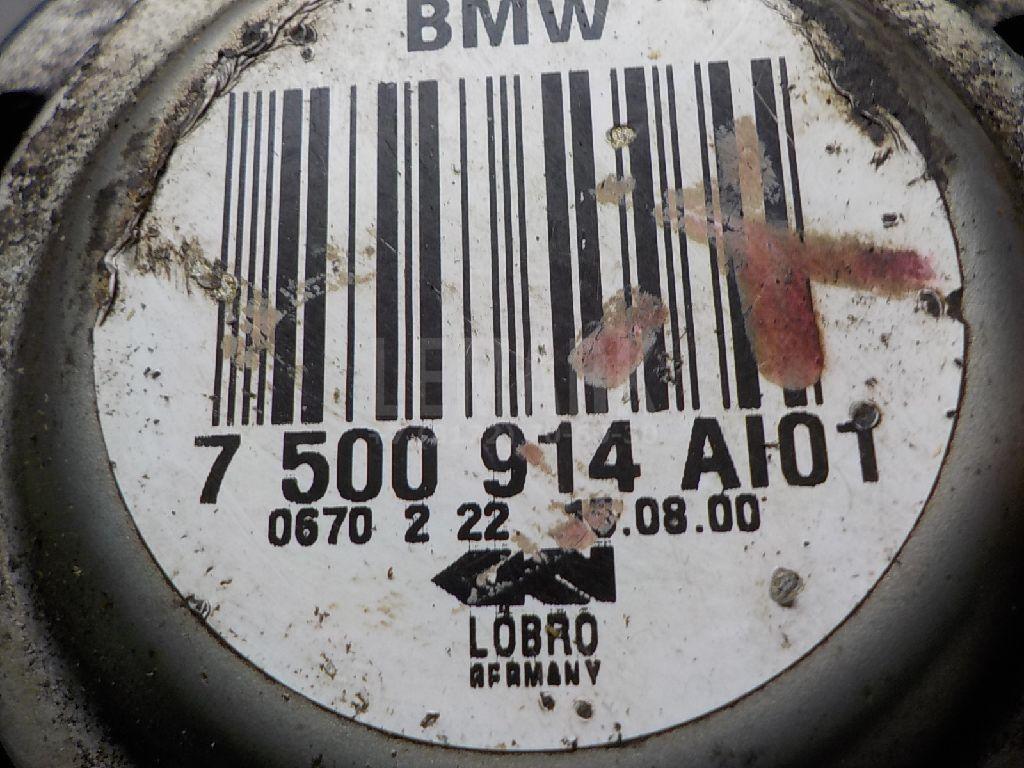 BMW
7 500 914 AI01
0670 2 22 .08.00
GKN
LÖBRO
GERMANY